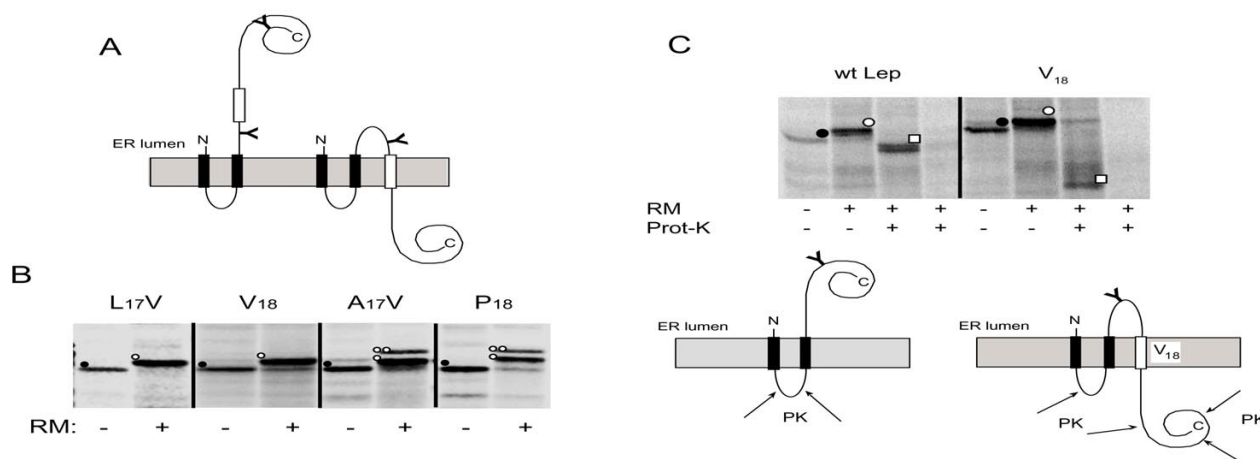 A
C
N
ER lumen
N
C
C
B
L17V
V18
A17V
P18
RM: - + - + - + - +
C
wt Lep
V18
RM - + + + - + + +
Prot-K + + + +
C
N
ER lumen
PK
N
ER lumen
V18
PK
C
PK